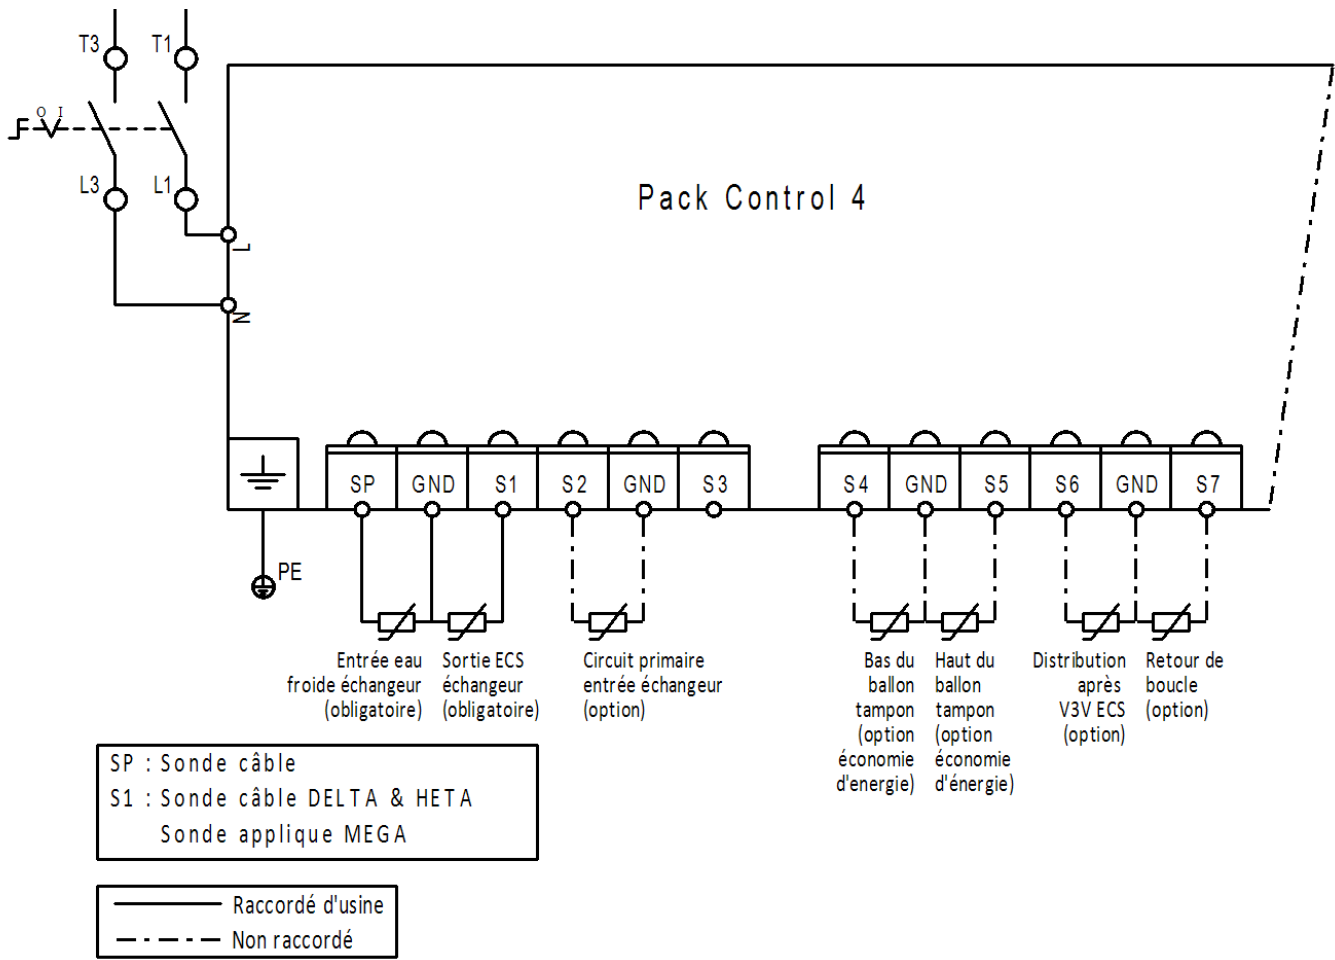 T3 T1
O I
L3 L1
Pack Control 4
L
N
SP GND S1 S2 GND S3 S4 GND S5 S6 GND S7
PE
Entrée eau
froide échangeur
(obligatoire)
Sortie ECS
échangeur
(obligatoire)
Circuit primaire
entrée échangeur
(option)
Bas du
ballon
tampon
(option
économie
d'energie)
Haut du
ballon
tampon
(option
économie
d'énergie)
Distribution
après
V3V ECS
(option)
Retour de
boucle
(option)
SP : Sonde câble
S1 : Sonde câble DELTA & HETA
Sonde applique MEGA
Raccordé d'usine
Non raccordé